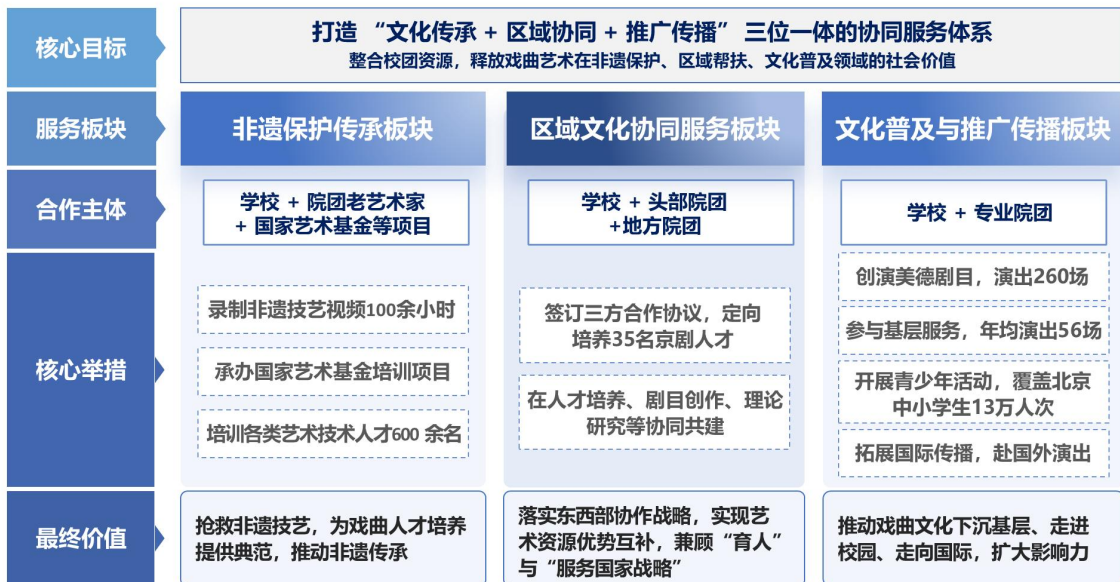 核心目标
打造 “文化传承 + 区域协同 + 推广传播” 三位一体的协同服务体系
整合校团资源，释放戏曲艺术在非遗保护、区域帮扶、文化普及领域的社会价值
服务板块
非遗保护传承板块
区域文化协同服务板块
文化普及与推广传播板块
合作主体
学校 + 院团老艺术家
+ 国家艺术基金等项目
学校 + 头部院团
+地方院团
学校 + 专业院团
核心举措
录制非遗技艺视频100余小时
承办国家艺术基金培训项目
培训各类艺术技术人才600 余名
签订三方合作协议，定向
培养35名京剧人才
在人才培养、剧目创作、理论
研究等协同共建
创演美德剧目，演出260场
参与基层服务，年均演出56场
开展青少年活动，覆盖北京
中小学生13万人次
拓展国际传播，赴国外演出
最终价值
抢救非遗技艺，为戏曲人才培养
提供典范，推动非遗传承
落实东西部协作战略，实现艺
术资源优势互补，兼顾“育人”
与“服务国家战略”
推动戏曲文化下沉基层、走进
校园、走向国际，扩大影响力